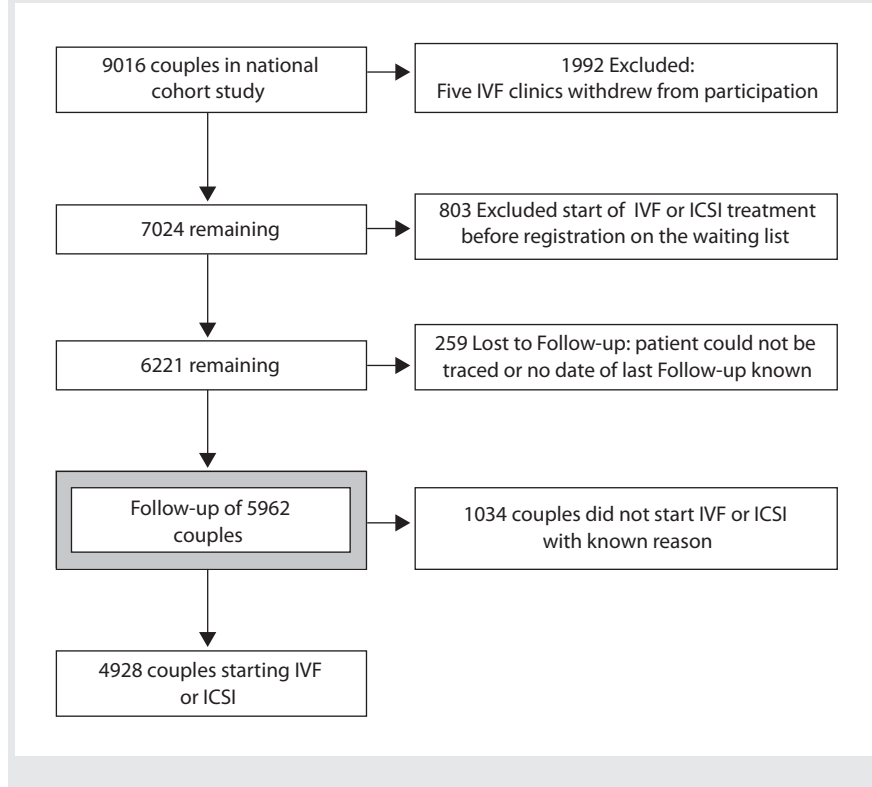 9016 couples in national
cohort study
1992 Excluded:
Five IVF clinics withdrew from participation
7024 remaining
803 Excluded start of IVF or ICSI treatment
before registration on the waiting list
6221 remaining
259 Lost to Follow-up: patient could not be
traced or no date of last Follow-up known
Follow-up of 5962
couples
1034 couples did not start IVF or ICSI
with known reason
4928 couples starting IVF
or ICSI